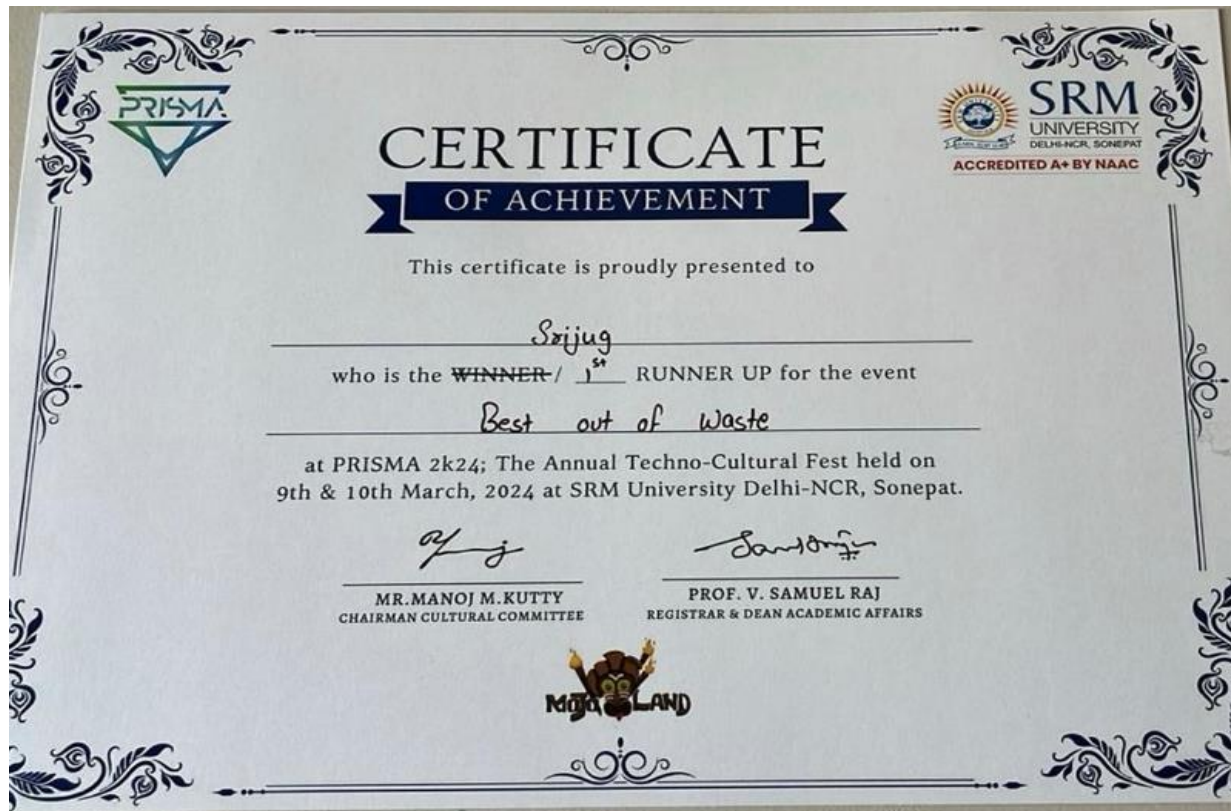 PRISMA
SRM
UNIVERSITY
DELHI-NCR, SONEPAT
ACCREDITED A+ BY NAAC
CERTIFICATE
OF ACHIEVEMENT
This certificate is proudly presented to
Srijug
who is the WINNER / 1st RUNNER UP for the event
Best out of waste
at PRISMA 2k24; The Annual Techno-Cultural Fest held on
9th & 10th March, 2024 at SRM University Delhi-NCR, Sonepat.
MR.MANOJ M.KUTTY
CHAIRMAN CULTURAL COMMITTEE
PROF. V. SAMUEL RAJ
REGISTRAR & DEAN ACADEMIC AFFAIRS
MOJO LAND